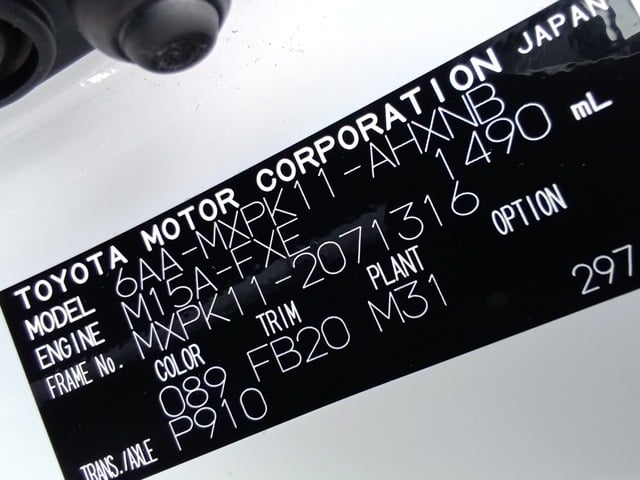 TOYOTA MOTOR CORPORATION JAPAN
MODEL 6AA-MXPK11-AHXNB
ENGINE M15A-FXE 1490 mL
FRAME No. MXPK11-2071316
COLOR TRIM PLANT OPTION
089 FB20 M31 297
TRANS./AXLE P910